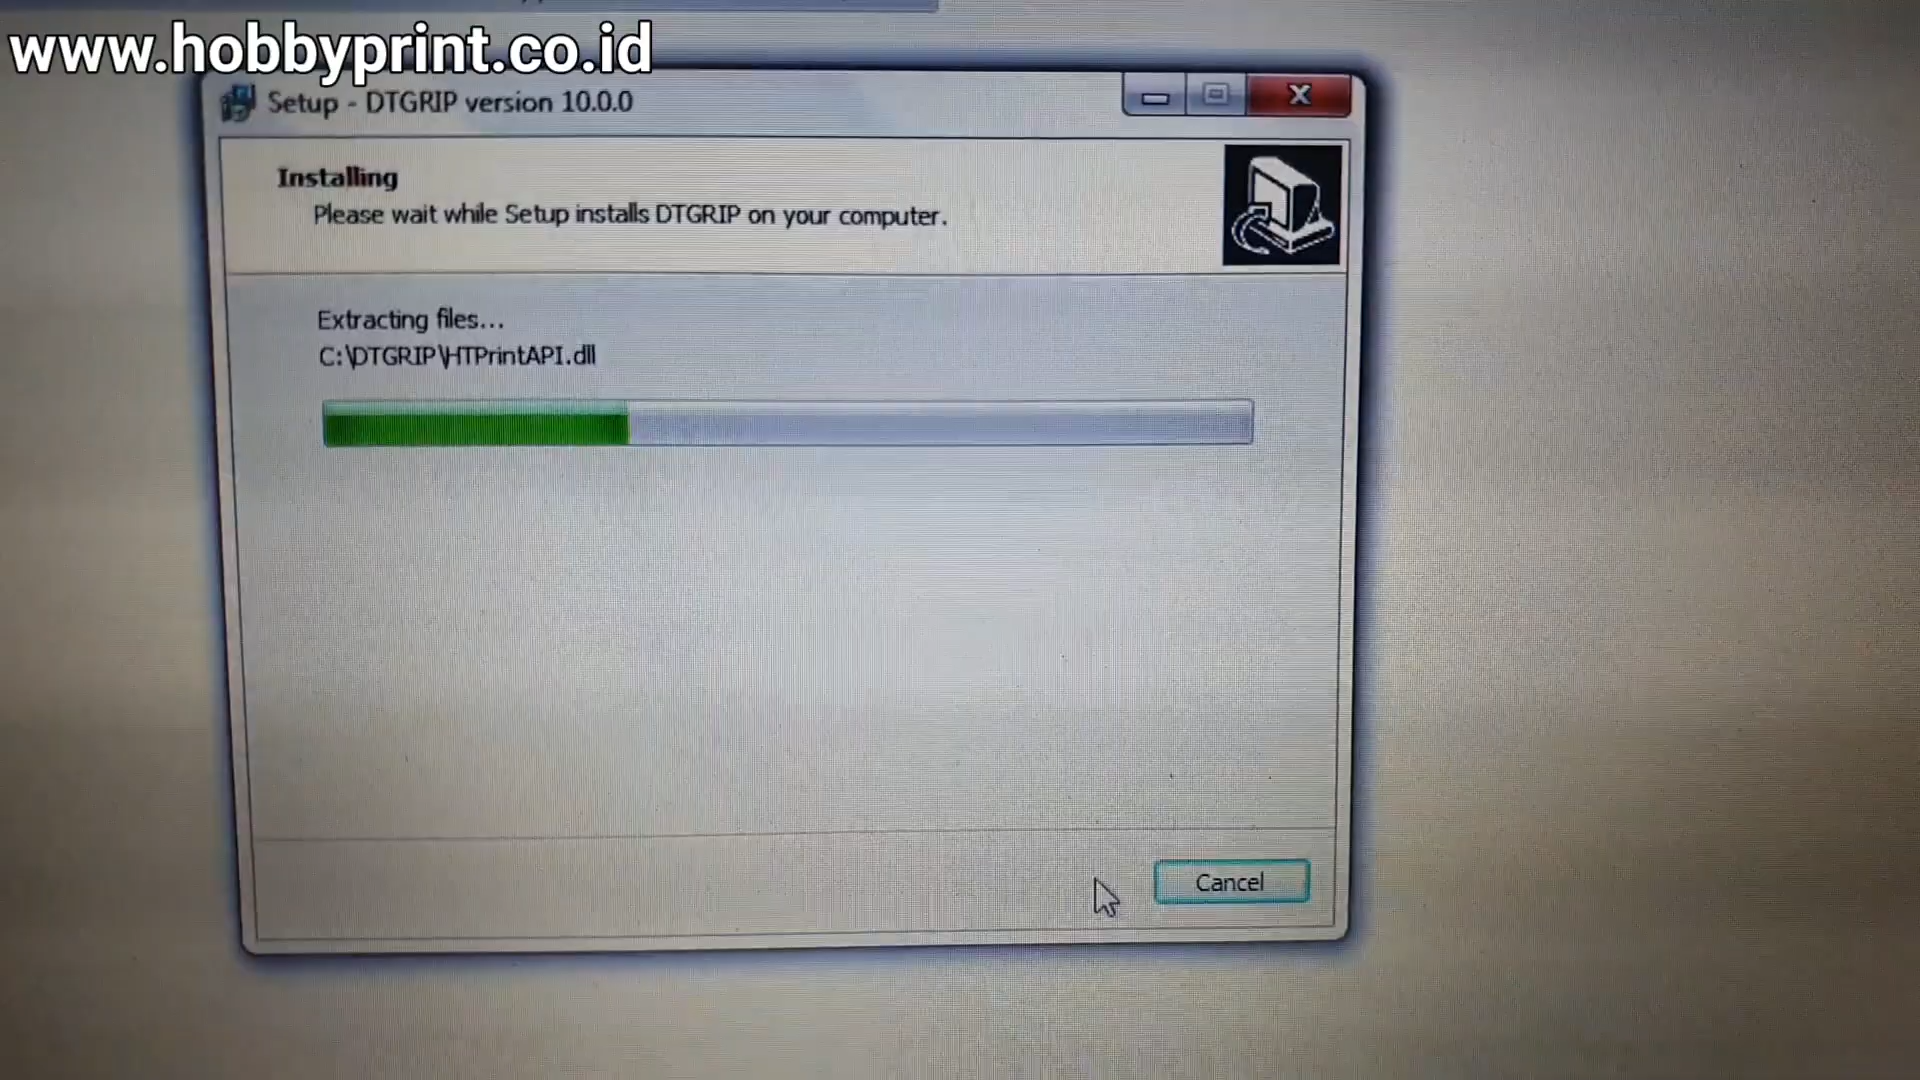 www.hobbyprint.co.id
Setup - DTGRIP version 10.0.0
Installing
Please wait while Setup installs DTGRIP on your computer.
Extracting files...
C:\DTGRIP\HTPrintAPI.dll
Cancel